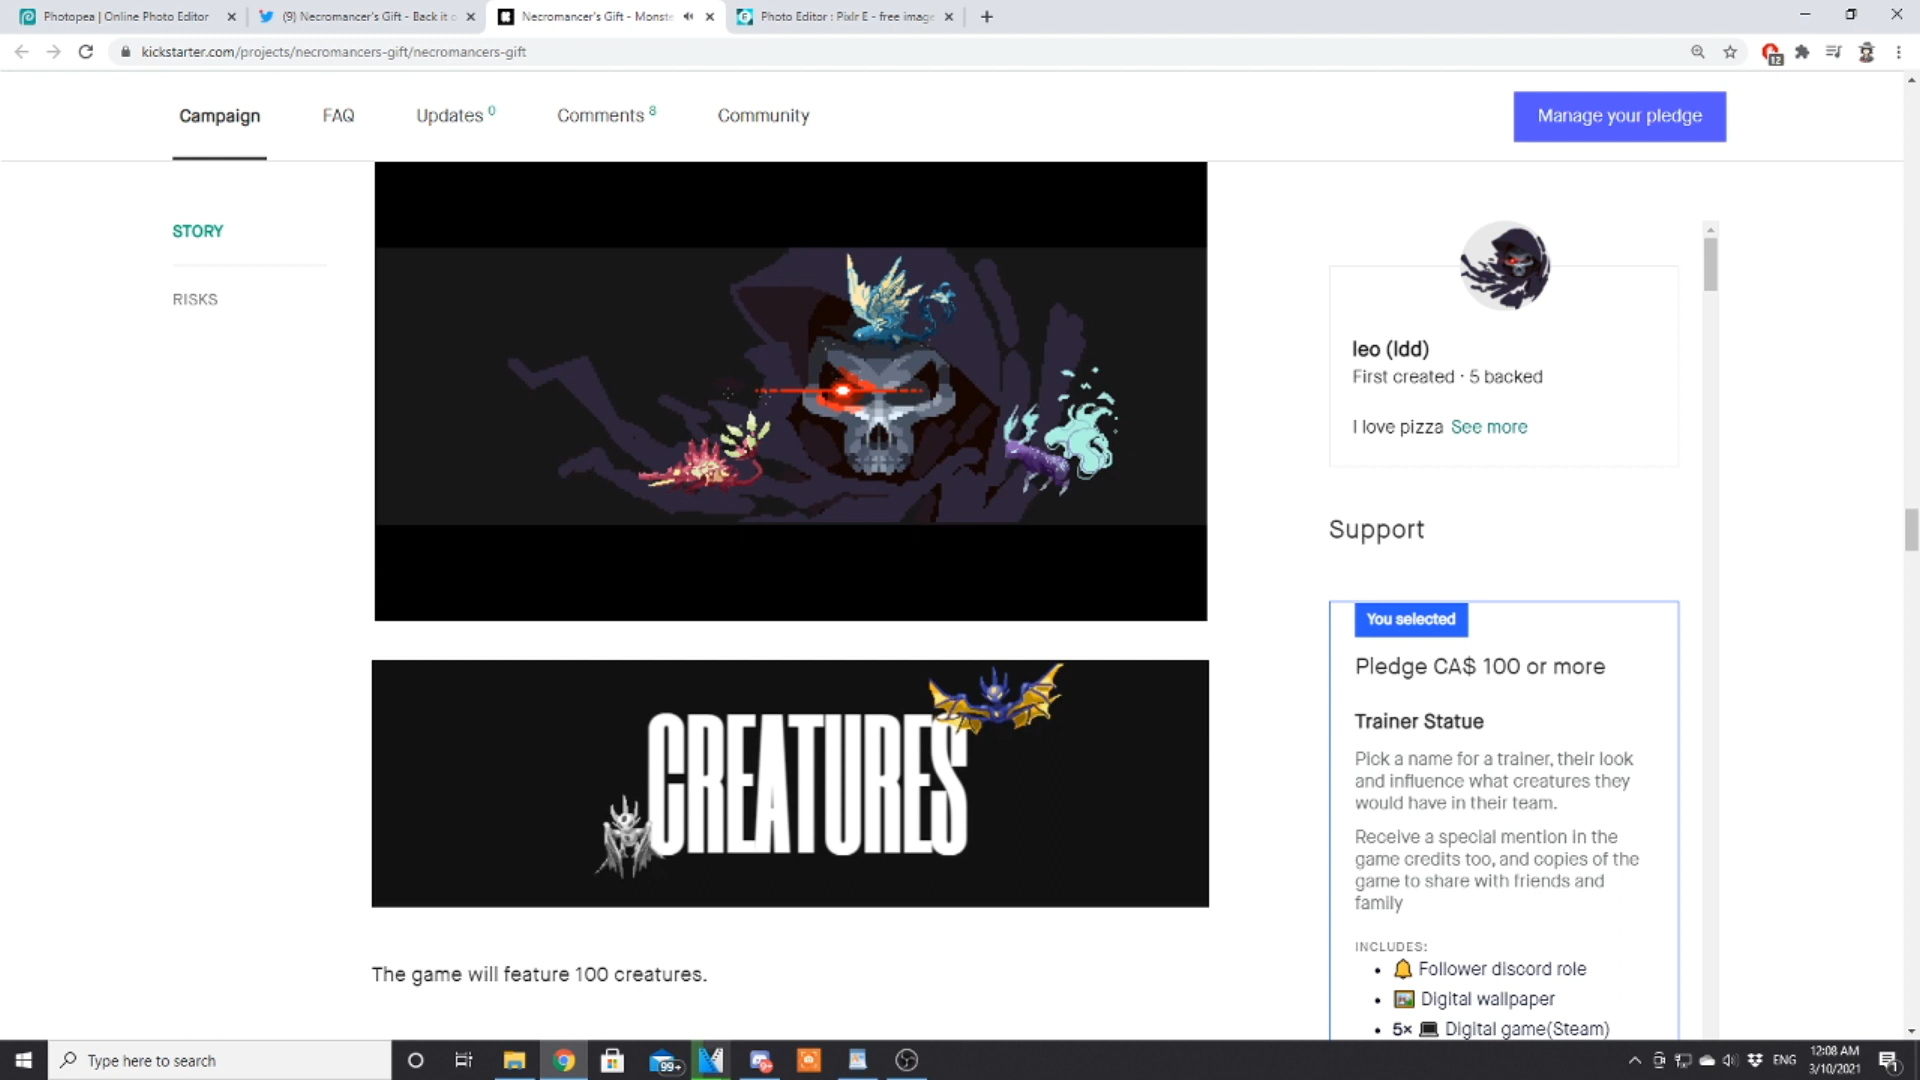 Photopea | Online Photo Editor
(9) Necromancer's Gift - Back it o
Necromancer's Gift - Monste
Photo Editor : Pixlr E - free image
kickstarter.com/projects/necromancers-gift/necromancers-gift
12
Campaign
FAQ
Updates 0
Comments 8
Community
Manage your pledge
STORY
RISKS
leo (ldd)
First created · 5 backed
I love pizza See more
Support
You selected
Pledge CA$ 100 or more
Trainer Statue
Pick a name for a trainer, their look
and influence what creatures they
would have in their team.
Receive a special mention in the
game credits too, and copies of the
game to share with friends and
family
INCLUDES:
Follower discord role
Digital wallpaper
5× Digital game(Steam)
CREATURES
The game will feature 100 creatures.
Type here to search
99+
ENG
12:08 AM
3/10/2021
1